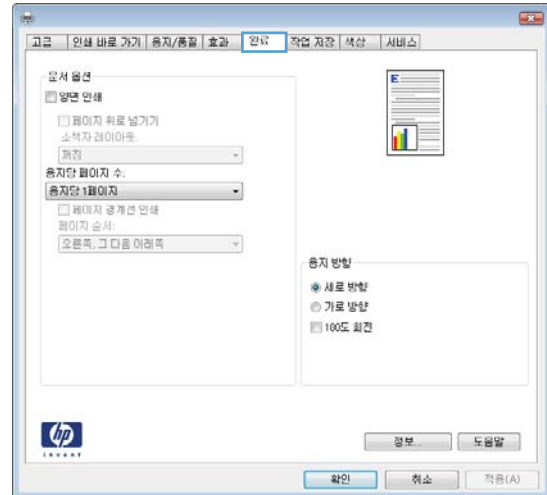 고급 인쇄 바로 가기 용지/품질 효과 완료 작업 저장 색상 서비스
문서 옵션
양면 인쇄
페이지 위로 넘기기
소책자 레이아웃:
꺼짐
용지당 페이지 수:
용지당 1페이지
페이지 경계선 인쇄
페이지 순서:
오른쪽, 그 다음 아래쪽
E
용지 방향
세로 방향
가로 방향
180도 회전
hp
invent
정보... 도움말
확인 취소 적용(A)